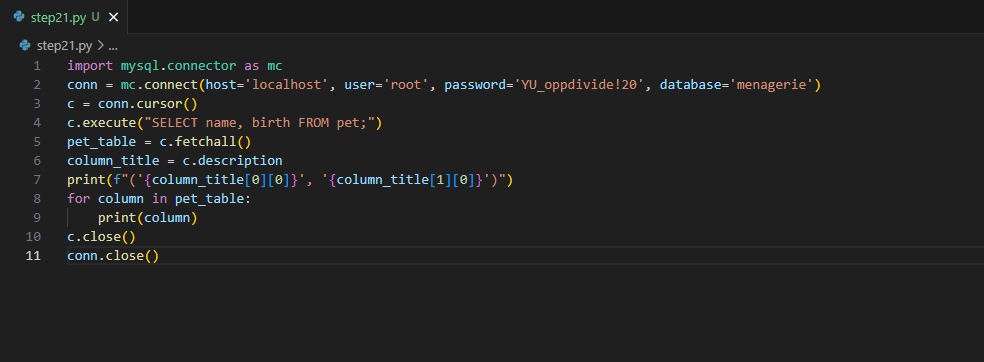 step21.py U ×
step21.py > ...
1 import mysql.connector as mc
2 conn = mc.connect(host='localhost', user='root', password='YU_oppdivide!20', database='menagerie')
3 c = conn.cursor()
4 c.execute("SELECT name, birth FROM pet;")
5 pet_table = c.fetchall()
6 column_title = c.description
7 print(f"('{column_title[0][0]}', '{column_title[1][0]}')")
8 for column in pet_table:
9     print(column)
10 c.close()
11 conn.close()